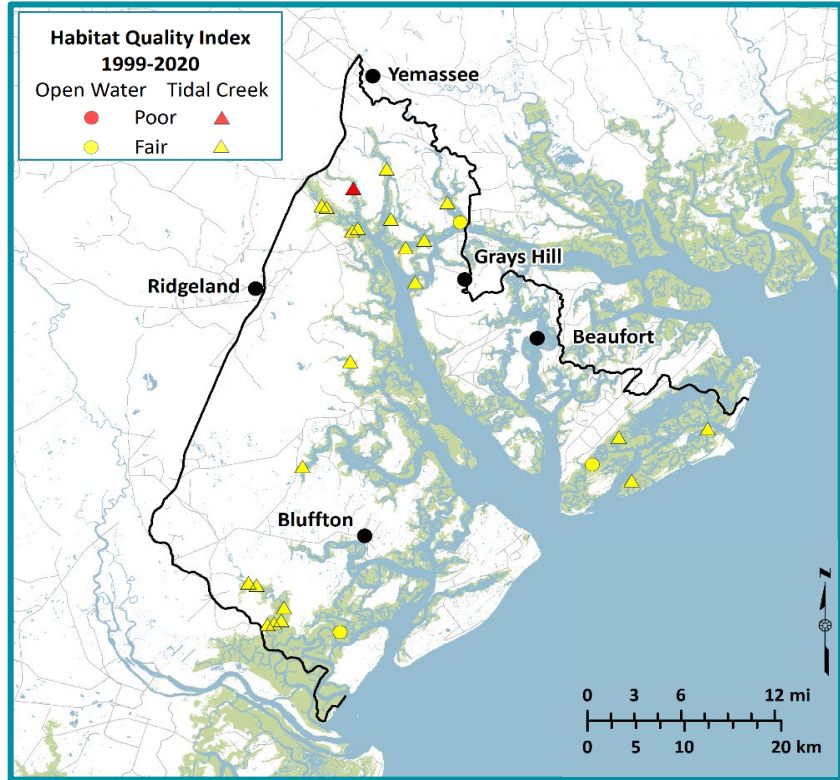 Habitat Quality Index
1999-2020
Open Water Tidal Creek
Poor
Fair
Yemassee
Grays Hill
Ridgeland
Beaufort
Bluffton
N
0 3 6 12 mi
0 5 10 20 km